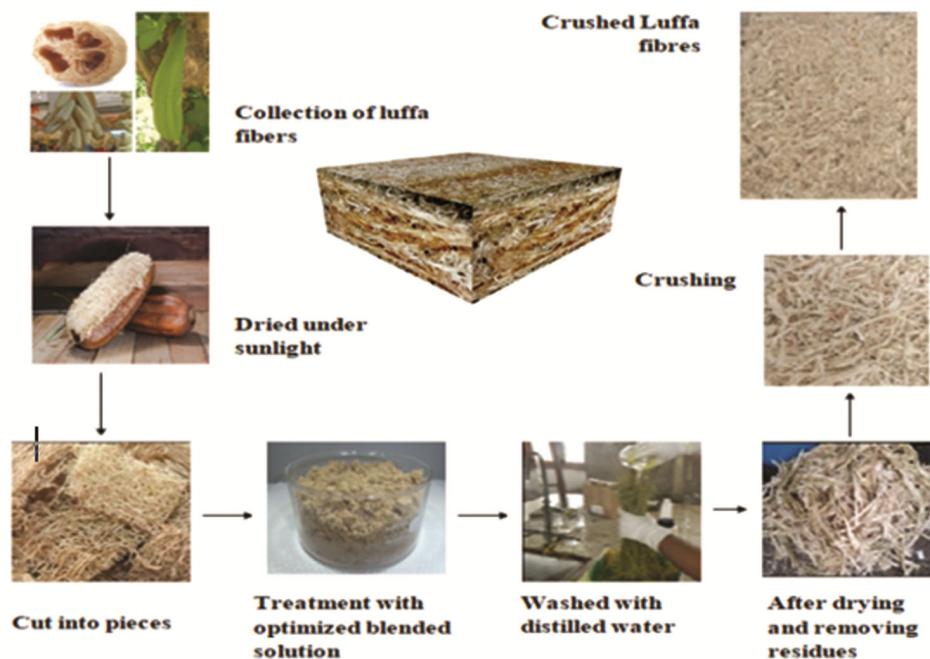 Collection of luffa
fibers
Dried under
sunlight
Cut into pieces
Treatment with
optimized blended
solution
Washed with
distilled water
After drying
and removing
residues
Crushing
Crushed Luffa
fibres